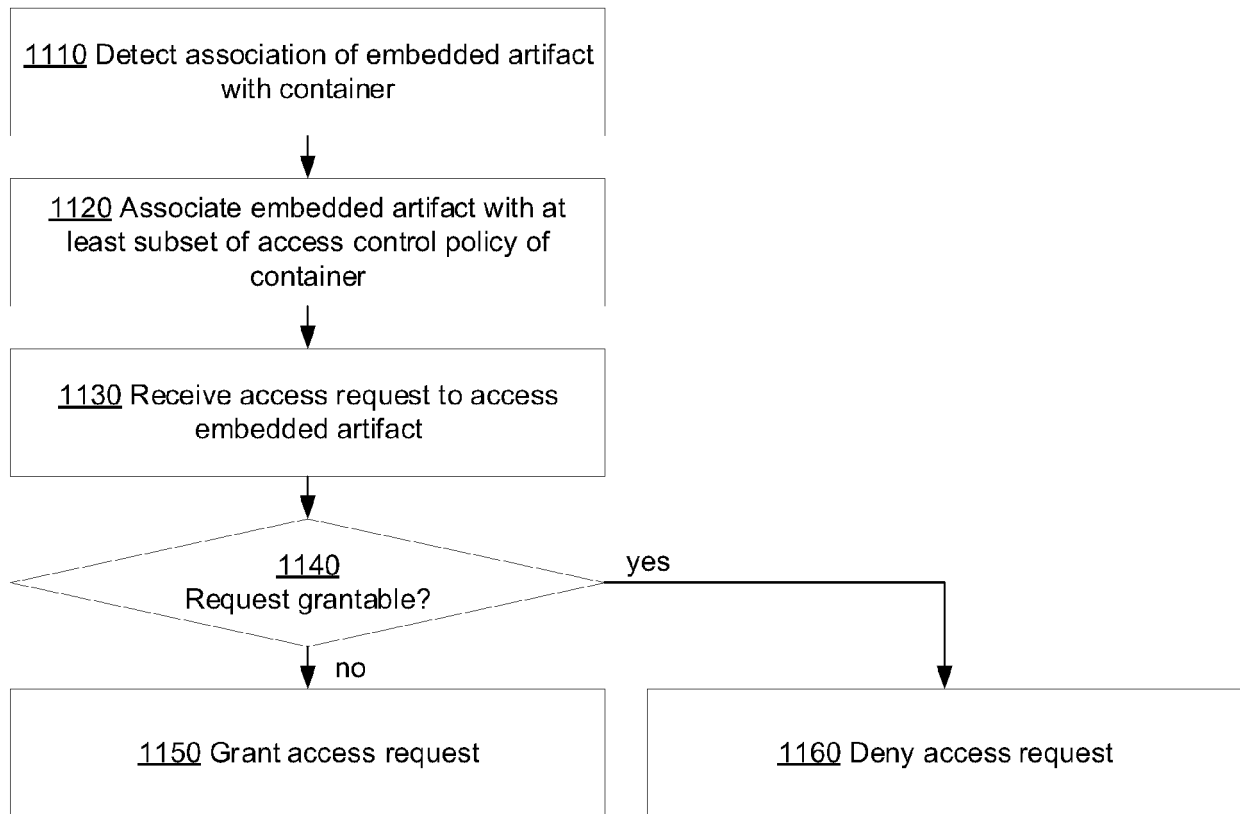 1110 Detect association of embedded artifact
with container
1120 Associate embedded artifact with at
least subset of access control policy of
container
1130 Receive access request to access
embedded artifact
1140
Request grantable?
yes
no
1150 Grant access request
1160 Deny access request